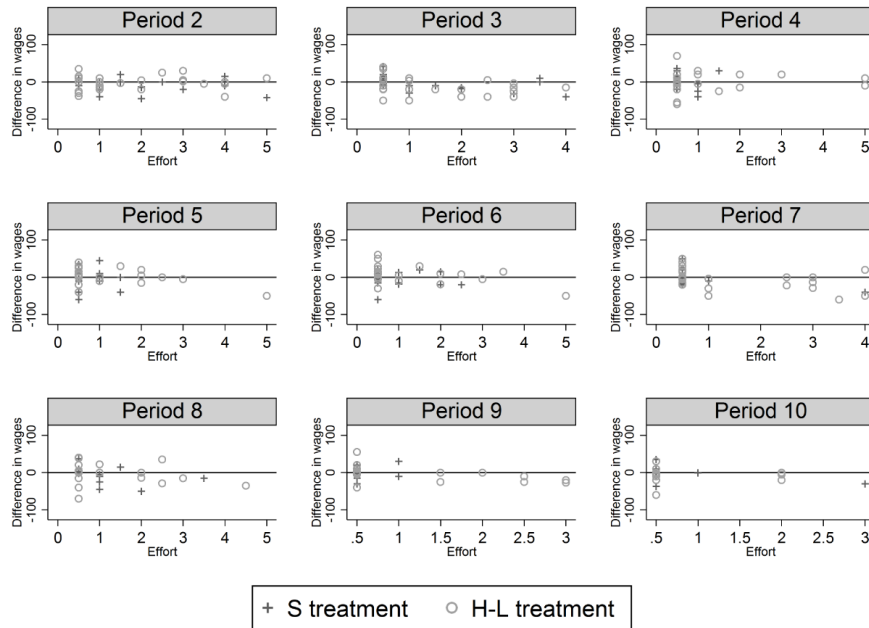 Period 2 Period 3 Period 4
Difference in wages
-100 0 100
0 1 2 3 4 5
Effort
Difference in wages
-100 0 100
0 1 2 3 4
Effort
Difference in wages
-100 0 100
0 1 2 3 4 5
Effort
Period 5 Period 6 Period 7
Difference in wages
-100 0 100
0 1 2 3 4 5
Effort
Difference in wages
-100 0 100
0 1 2 3 4 5
Effort
Difference in wages
-100 0 100
0 1 2 3 4
Effort
Period 8 Period 9 Period 10
Difference in wages
-100 0 100
0 1 2 3 4 5
Effort
Difference in wages
-100 0 100
.5 1 1.5 2 2.5 3
Effort
Difference in wages
-100 0 100
.5 1 1.5 2 2.5 3
Effort
S treatment H-L treatment